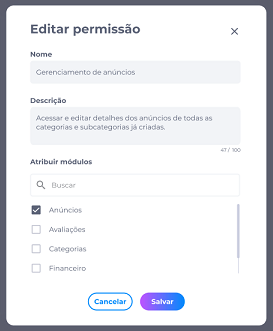 Editar permissão
Nome
Gerenciamento de anúncios
Descrição
Acessar e editar detalhes dos anúncios de todas as
categorias e subcategorias já criadas.
47 / 100
Atribuir módulos
Buscar
Anúncios
Avaliações
Categorias
Financeiro
Cancelar
Salvar